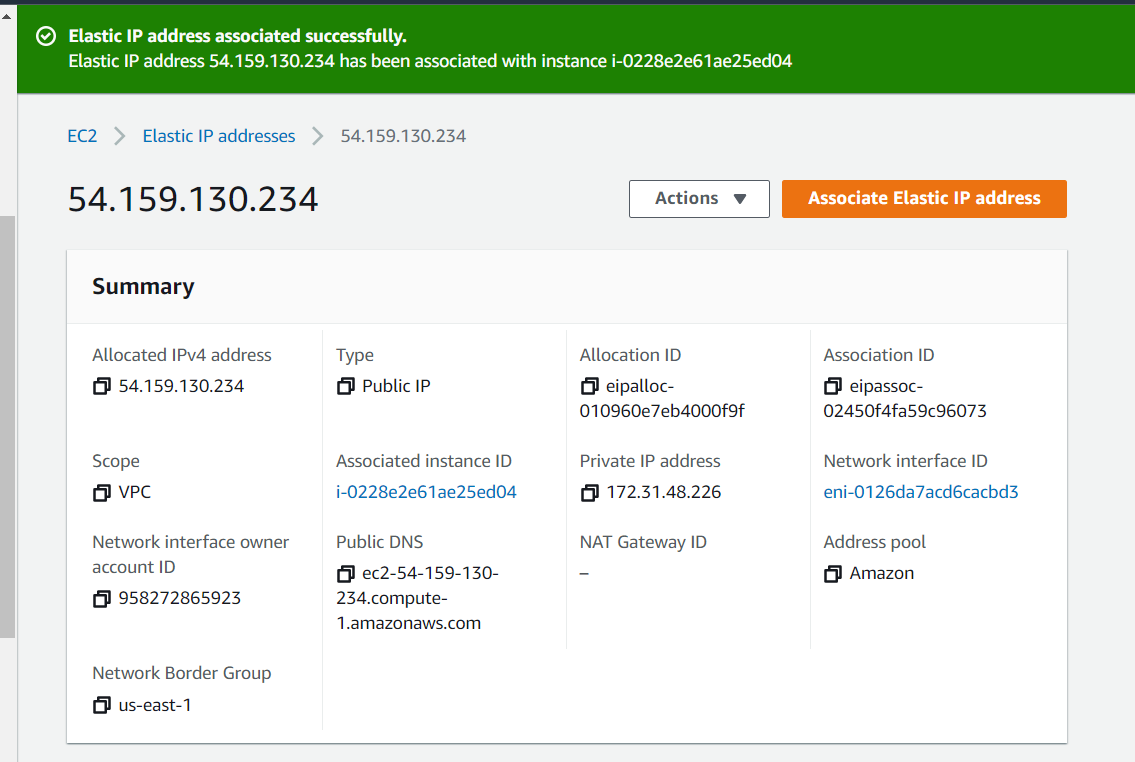 Elastic IP address associated successfully.
Elastic IP address 54.159.130.234 has been associated with instance i-0228e2e61ae25ed04
EC2 > Elastic IP addresses > 54.159.130.234
54.159.130.234
Actions ▼
Associate Elastic IP address
Summary
Allocated IPv4 address
54.159.130.234
Type
Public IP
Allocation ID
eipalloc-
010960e7eb4000f9f
Association ID
eipassoc-
02450f4fa59c96073
Scope
VPC
Associated instance ID
i-0228e2e61ae25ed04
Private IP address
172.31.48.226
Network interface ID
eni-0126da7acd6cacbd3
Network interface owner
account ID
958272865923
Public DNS
ec2-54-159-130-
234.compute-
1.amazonaws.com
NAT Gateway ID
–
Address pool
Amazon
Network Border Group
us-east-1